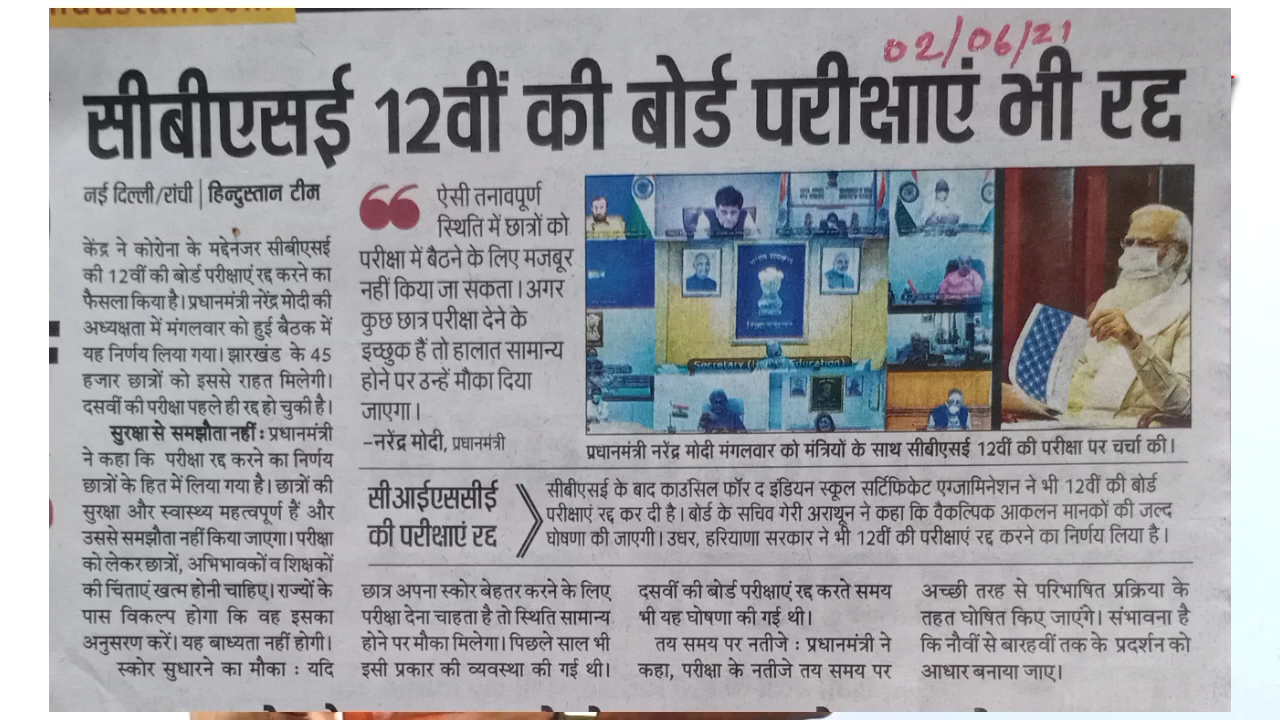 02/06/21
सीबीएसई 12वीं की बोर्ड परीक्षाएं भी रद्द
नई दिल्ली/रांची | हिन्दुस्तान टीम
केंद्र ने कोरोना के मद्देनजर सीबीएसई
की 12वीं की बोर्ड परीक्षाएं रद्द करने का
फैसला किया है। प्रधानमंत्री नरेंद्र मोदी की
अध्यक्षता में मंगलवार को हुई बैठक में
यह निर्णय लिया गया। झारखंड के 45
हजार छात्रों को इससे राहत मिलेगी।
दसवीं की परीक्षा पहले ही रद्द हो चुकी है।
सुरक्षा से समझौता नहीं : प्रधानमंत्री
ने कहा कि परीक्षा रद्द करने का निर्णय
छात्रों के हित में लिया गया है। छात्रों की
सुरक्षा और स्वास्थ्य महत्वपूर्ण हैं और
उससे समझौता नहीं किया जाएगा। परीक्षा
को लेकर छात्रों, अभिभावकों व शिक्षकों
की चिंताएं खत्म होनी चाहिए। राज्यों के
पास विकल्प होगा कि वह इसका
अनुसरण करें। यह बाध्यता नहीं होगी।
स्कोर सुधारने का मौका : यदि
ऐसी तनावपूर्ण
स्थिति में छात्रों को
परीक्षा में बैठने के लिए मजबूर
नहीं किया जा सकता। अगर
कुछ छात्र परीक्षा देने के
इच्छुक हैं तो हालात सामान्य
होने पर उन्हें मौका दिया
जाएगा।
–नरेंद्र मोदी, प्रधानमंत्री
Secretary (
Education)
प्रधानमंत्री नरेंद्र मोदी मंगलवार को मंत्रियों के साथ सीबीएसई 12वीं की परीक्षा पर चर्चा की।
सीआईएससीई
की परीक्षाएं रद्द
सीबीएसई के बाद काउंसिल फॉर द इंडियन स्कूल सर्टिफिकेट एग्जामिनेशन ने भी 12वीं की बोर्ड
परीक्षाएं रद्द कर दी है। बोर्ड के सचिव गेरी अराथून ने कहा कि वैकल्पिक आकलन मानकों की जल्द
घोषणा की जाएगी। उधर, हरियाणा सरकार ने भी 12वीं की परीक्षाएं रद्द करने का निर्णय लिया है।
छात्र अपना स्कोर बेहतर करने के लिए
परीक्षा देना चाहता है तो स्थिति सामान्य
होने पर मौका मिलेगा। पिछले साल भी
इसी प्रकार की व्यवस्था की गई थी।
दसवीं की बोर्ड परीक्षाएं रद्द करते समय
भी यह घोषणा की गई थी।
तय समय पर नतीजे : प्रधानमंत्री ने
कहा, परीक्षा के नतीजे तय समय पर
अच्छी तरह से परिभाषित प्रक्रिया के
तहत घोषित किए जाएंगे। संभावना है
कि नौवीं से बारहवीं तक के प्रदर्शन को
आधार बनाया जाए।